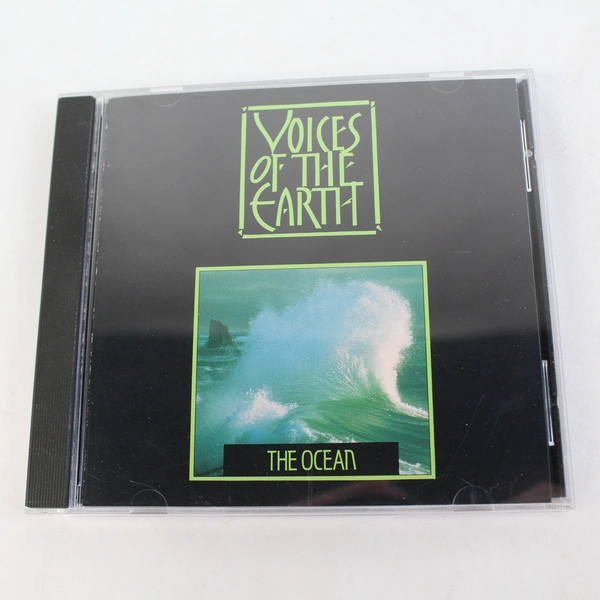 VOICES
OF THE
EARTH
THE OCEAN